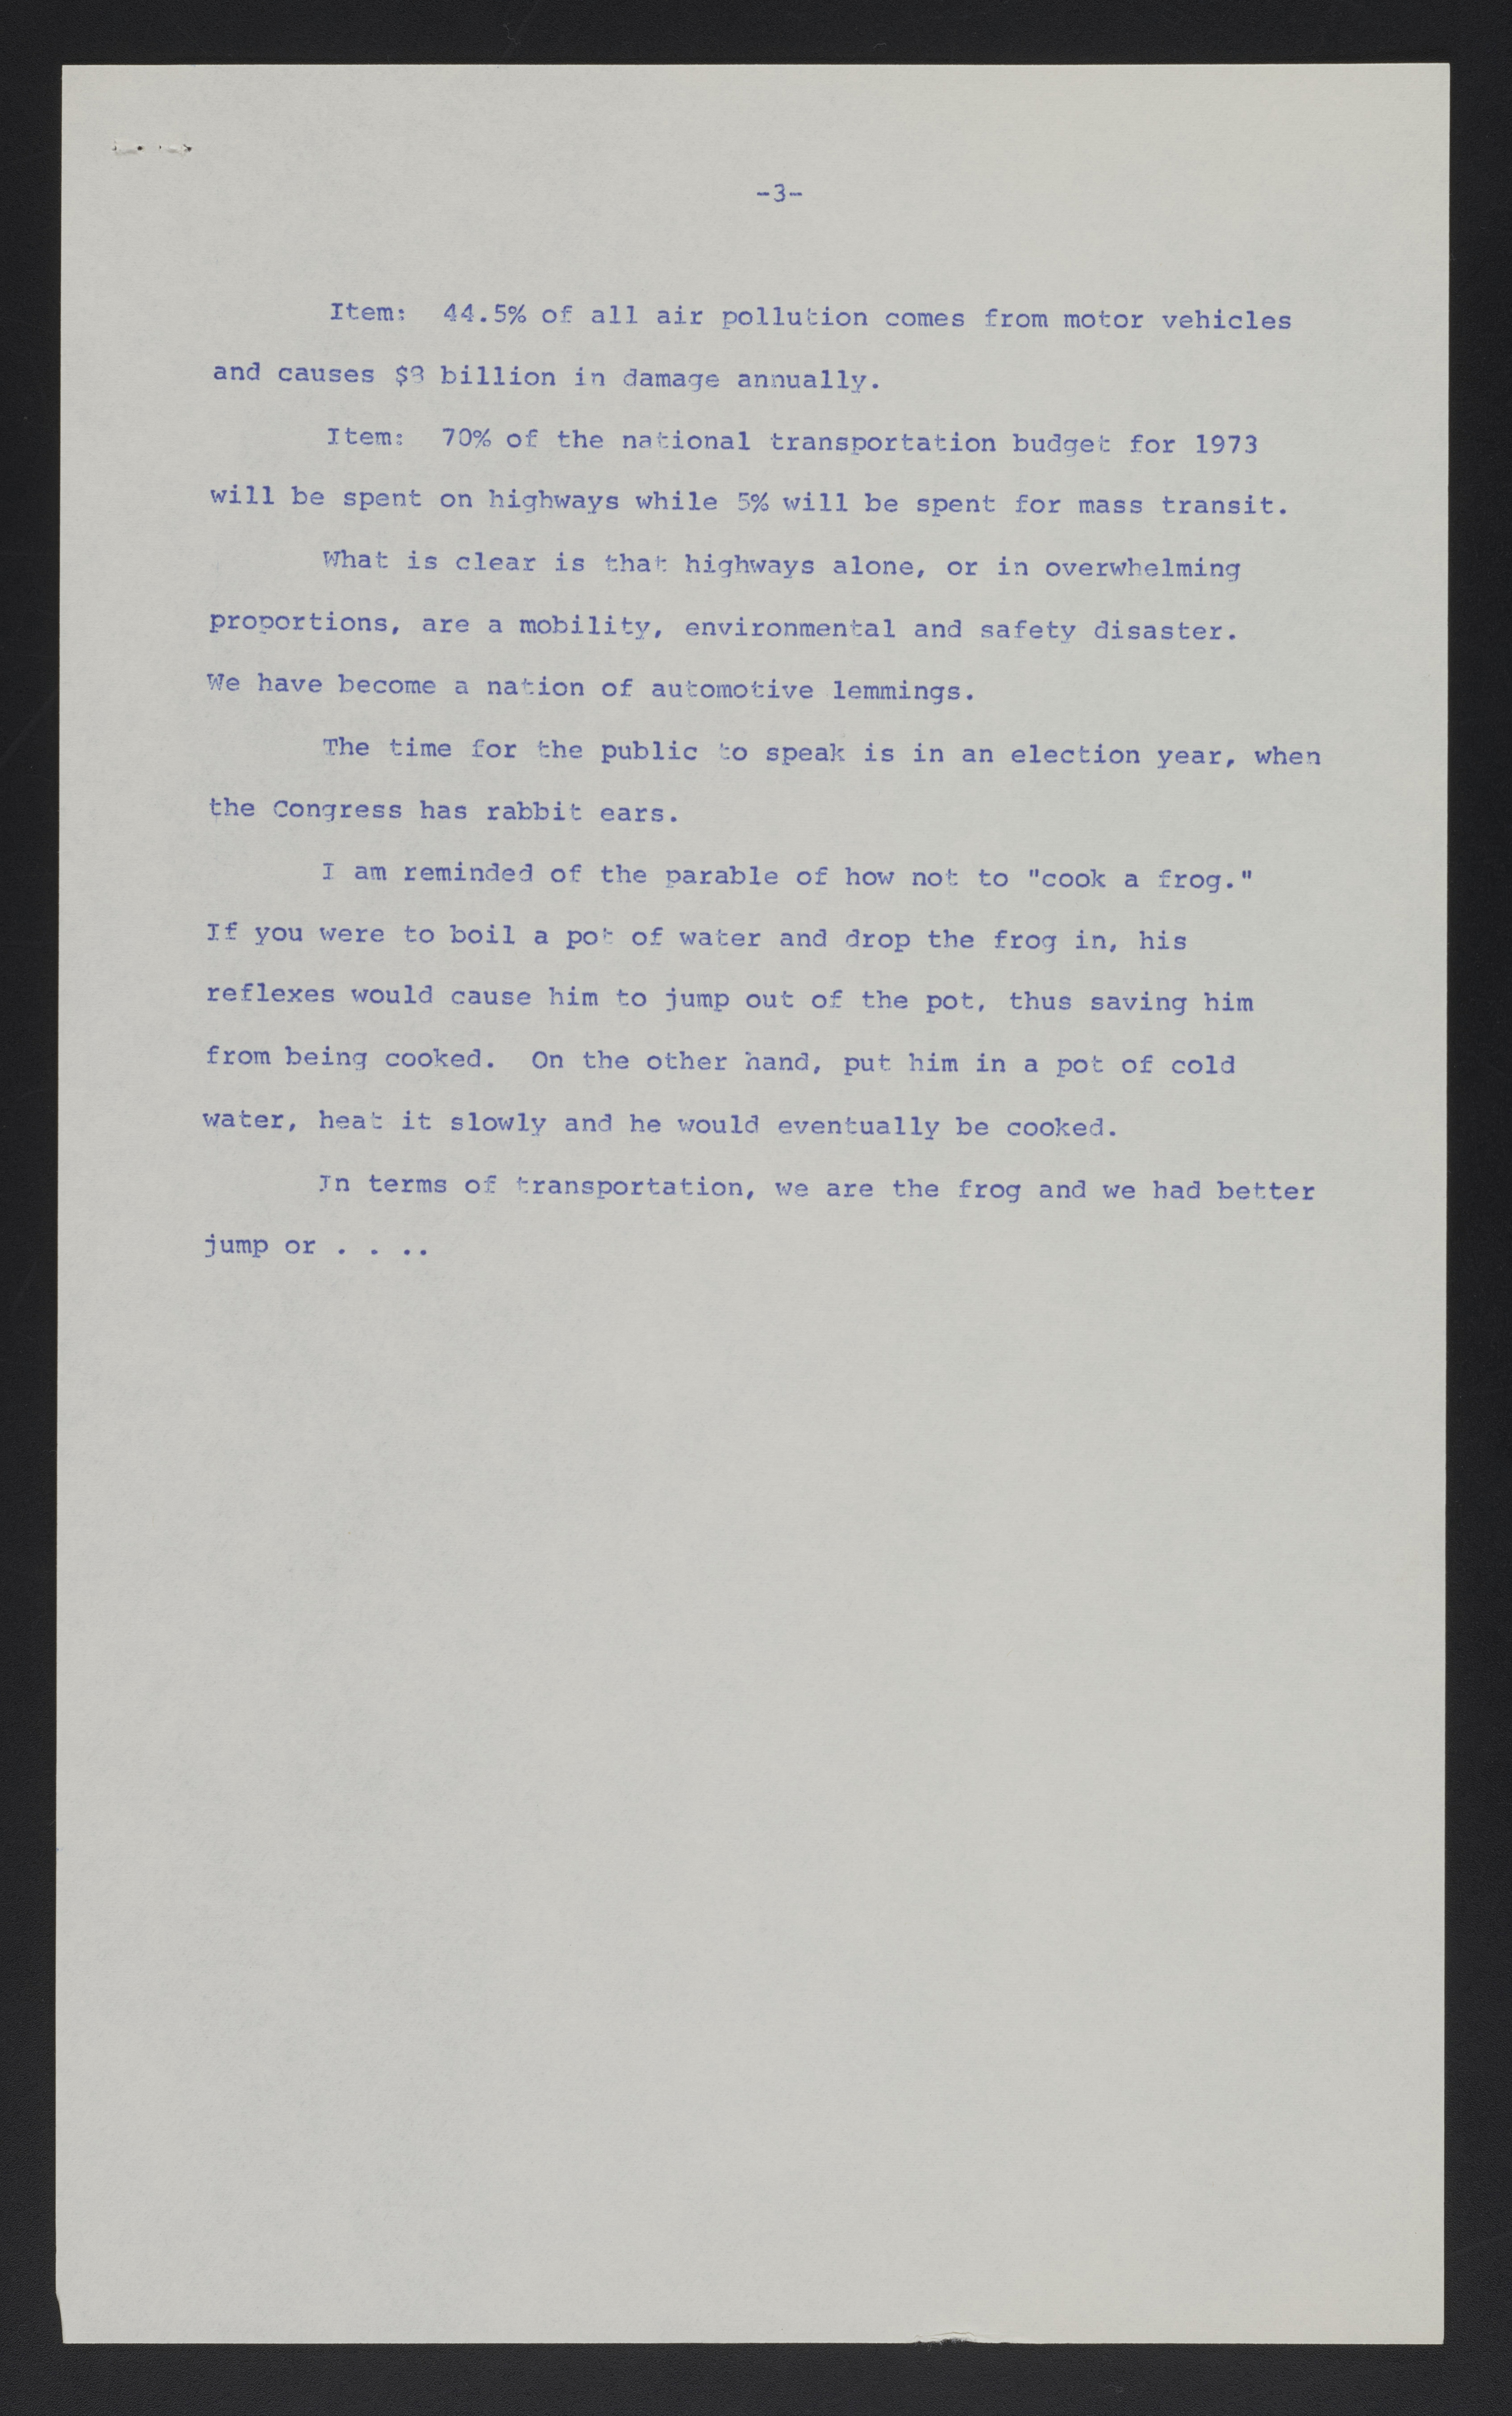 -3-
Item: 44.5% of all air pollution comes from motor vehicles
and causes $8 billion in damage annually.
Item: 70% of the national transportation budget for 1973
will be spent on highways while 5% will be spent for mass transit.
What is clear is that highways alone, or in overwhelming
proportions, are a mobility, environmental and safety disaster.
We have become a nation of automotive lemmings.
The time for the public to speak is in an election year, when
the Congress has rabbit ears.
I am reminded of the parable of how not to "cook a frog."
If you were to boil a pot of water and drop the frog in, his
reflexes would cause him to jump out of the pot, thus saving him
from being cooked. On the other hand, put him in a pot of cold
water, heat it slowly and he would eventually be cooked.
In terms of transportation, we are the frog and we had better
jump or . . ..